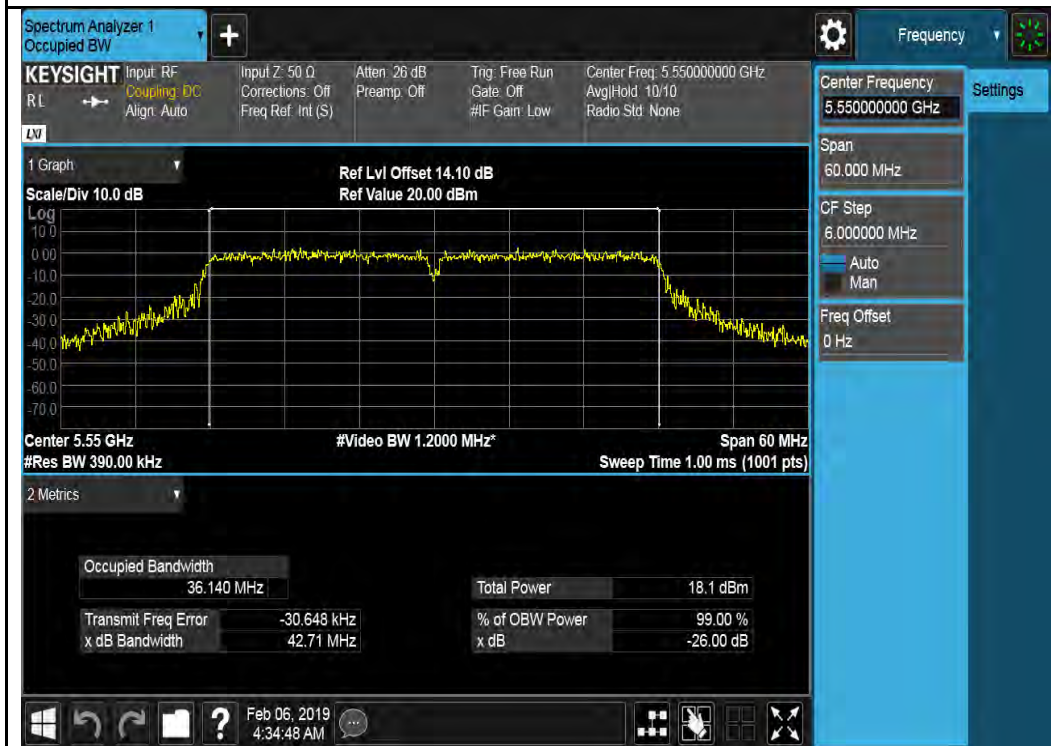 Spectrum Analyzer 1
Occupied BW
Frequency
KEYSIGHT
R L
LXI
Input: RF
Coupling: DC
Align: Auto
Input Z: 50 Ω
Corrections: Off
Freq Ref: Int (S)
Atten: 26 dB
Preamp: Off
Trig: Free Run
Gate: Off
#IF Gain: Low
Center Freq: 5.550000000 GHz
Avg|Hold: 10/10
Radio Std: None
Center Frequency
5.550000000 GHz
Settings
Span
60.000 MHz
CF Step
6.000000 MHz
Auto
Man
Freq Offset
0 Hz
1 Graph
Scale/Div 10.0 dB
Ref Lvl Offset 14.10 dB
Ref Value 20.00 dBm
Log
10.0
0.00
-10.0
-20.0
-30.0
-40.0
-50.0
-60.0
-70.0
Center 5.55 GHz
#Video BW 1.2000 MHz*
Span 60 MHz
#Res BW 390.00 kHz
Sweep Time 1.00 ms (1001 pts)
2 Metrics
Occupied Bandwidth
36.140 MHz
Total Power 18.1 dBm
Transmit Freq Error -30.648 kHz
% of OBW Power 99.00 %
x dB Bandwidth 42.71 MHz
x dB -26.00 dB
Feb 06, 2019
4:34:48 AM